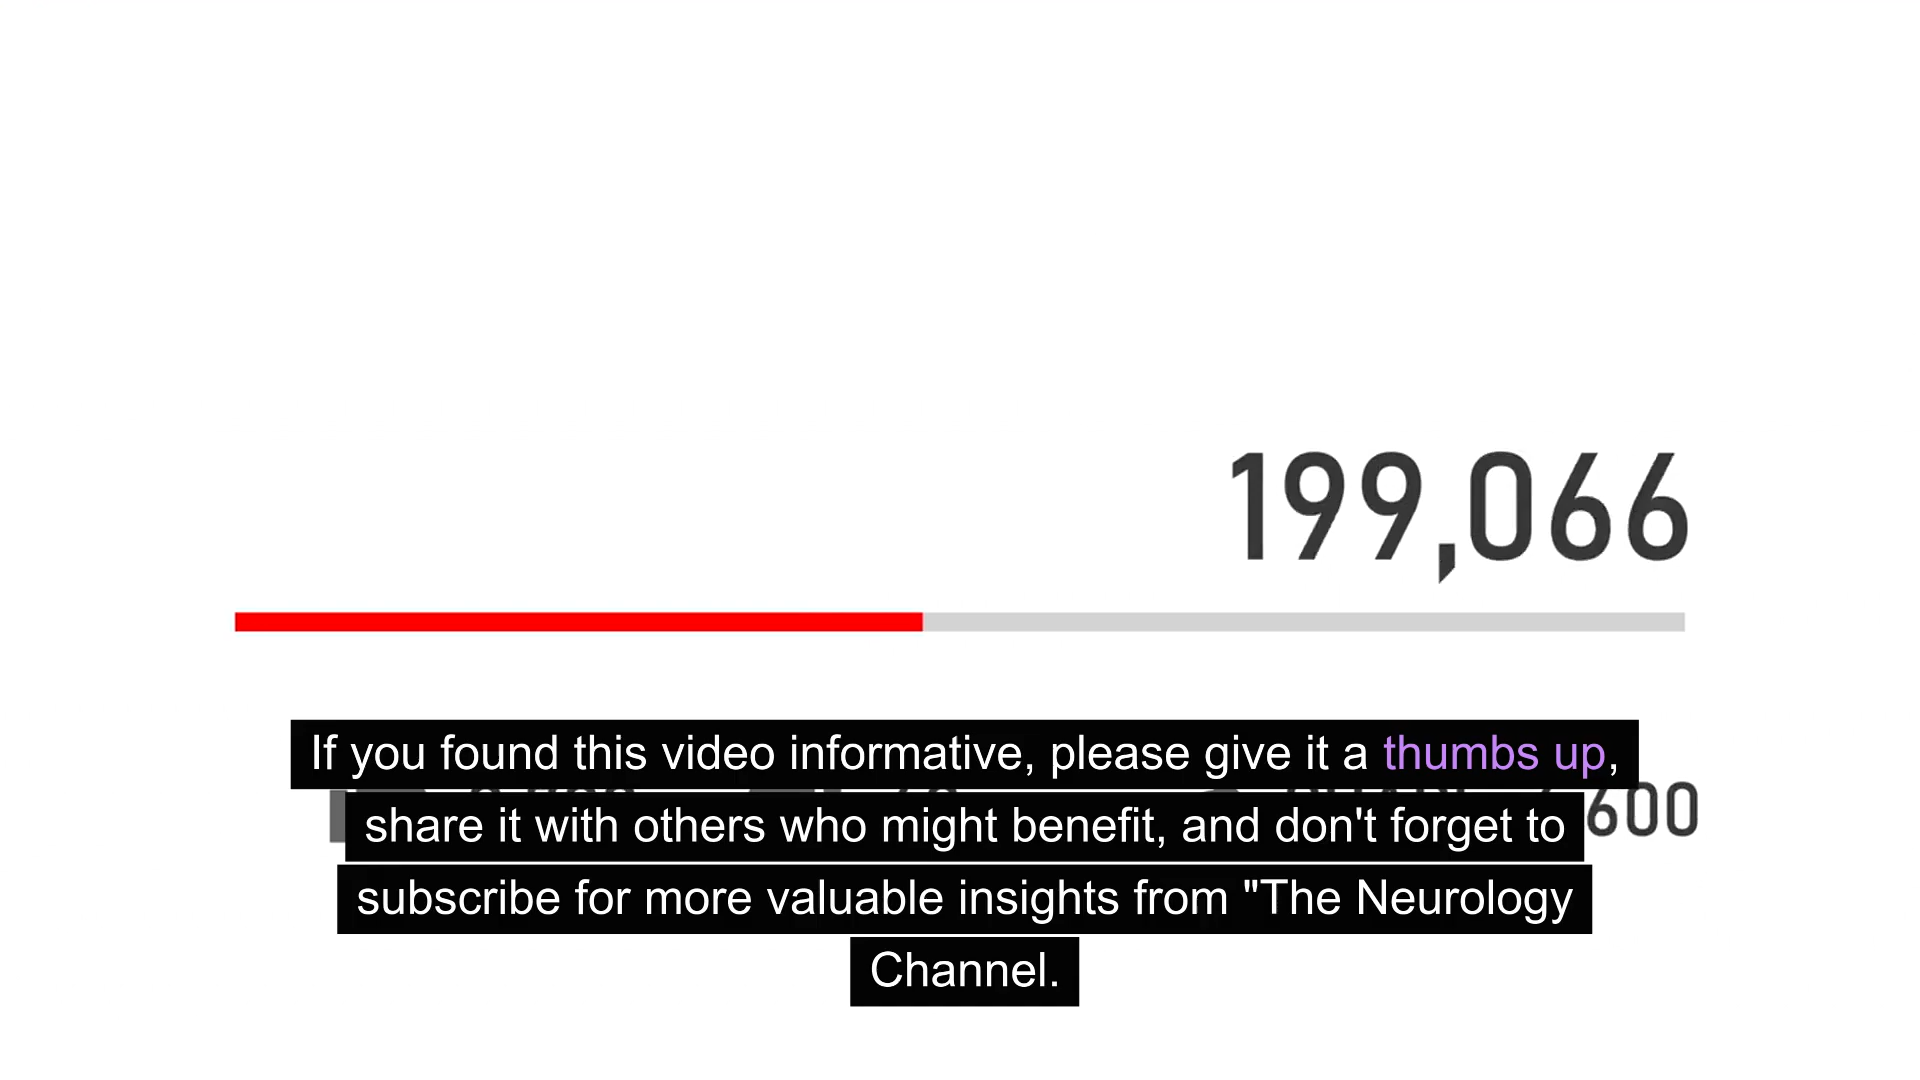 199,066
If you found this video informative, please give it a thumbs up,
share it with others who might benefit, and don't forget to
600
subscribe for more valuable insights from "The Neurology
Channel.